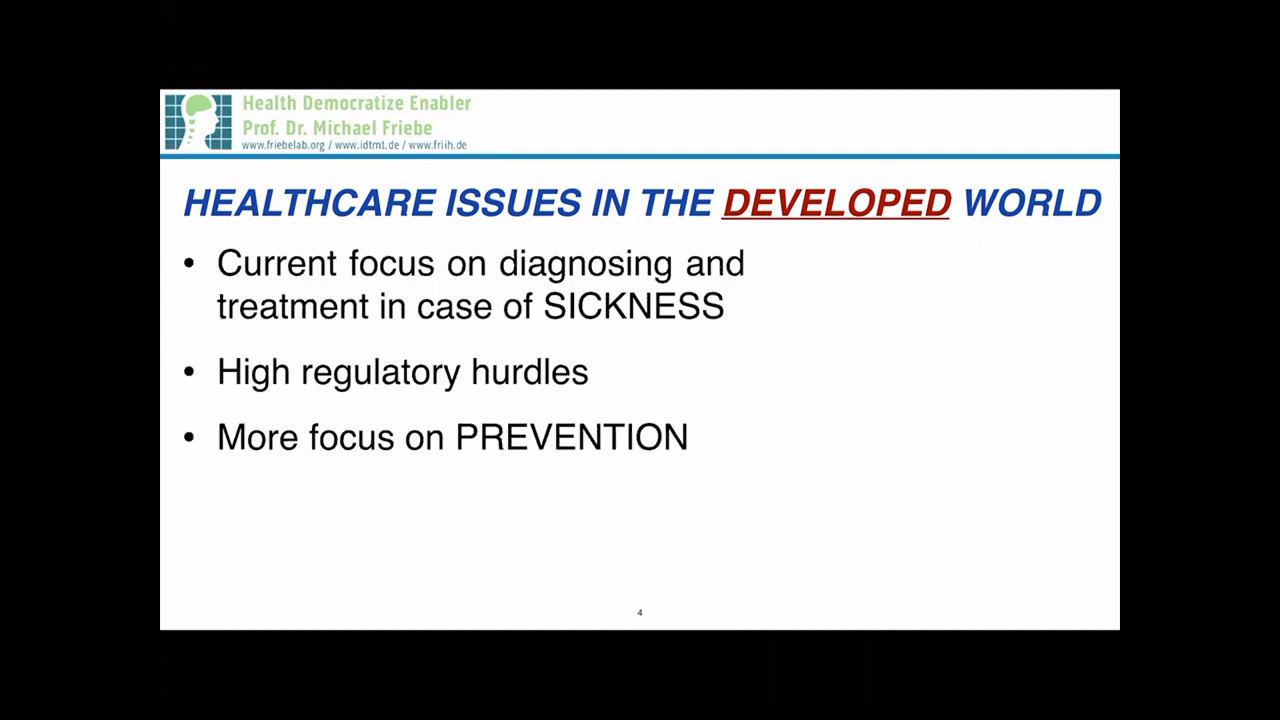 Health Democratize Enabler
Prof. Dr. Michael Friebe
www.friebelab.org / www.idtmt.de / www.friih.de
HEALTHCARE ISSUES IN THE DEVELOPED WORLD
• Current focus on diagnosing and
treatment in case of SICKNESS
• High regulatory hurdles
• More focus on PREVENTION
4